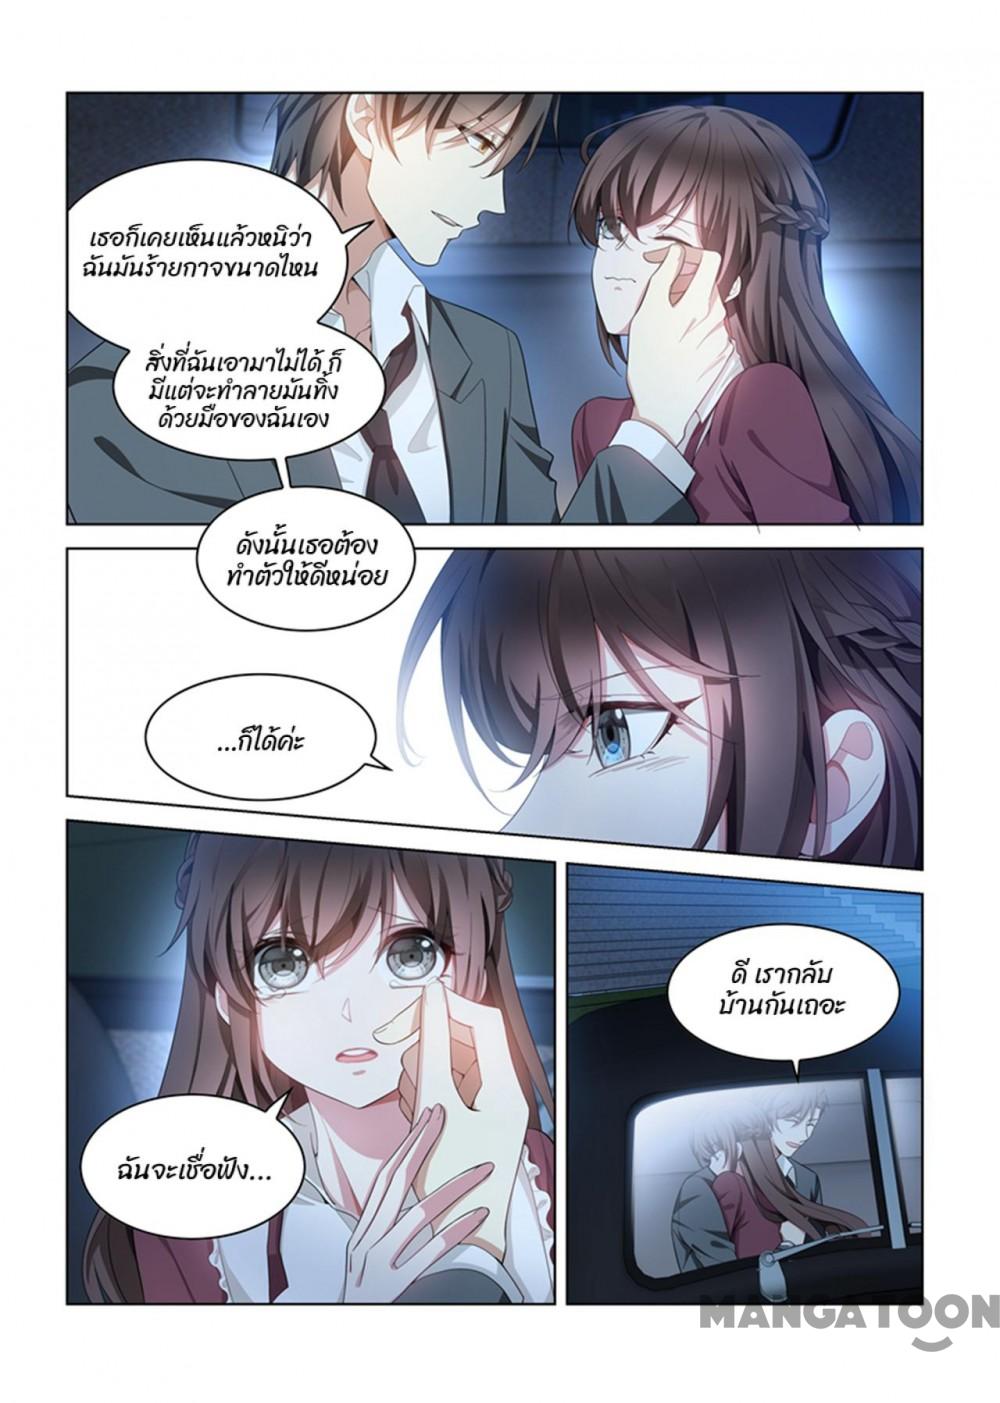 เธอก็เคยเห็นแล้วหนิว่า
ฉันมันร้ายกาจขนาดไหน
สิ่งที่ฉันเอามาไม่ได้ ก็
มีแต่จะทำลายมันทิ้ง
ด้วยมือของฉันเอง
ดังนั้นเธอต้อง
ทำตัวให้ดีหน่อย
...ก็ได้ค่ะ
ดี เรากลับ
บ้านกันเถอะ
ฉันจะเชื่อฟัง...
MANGATOON